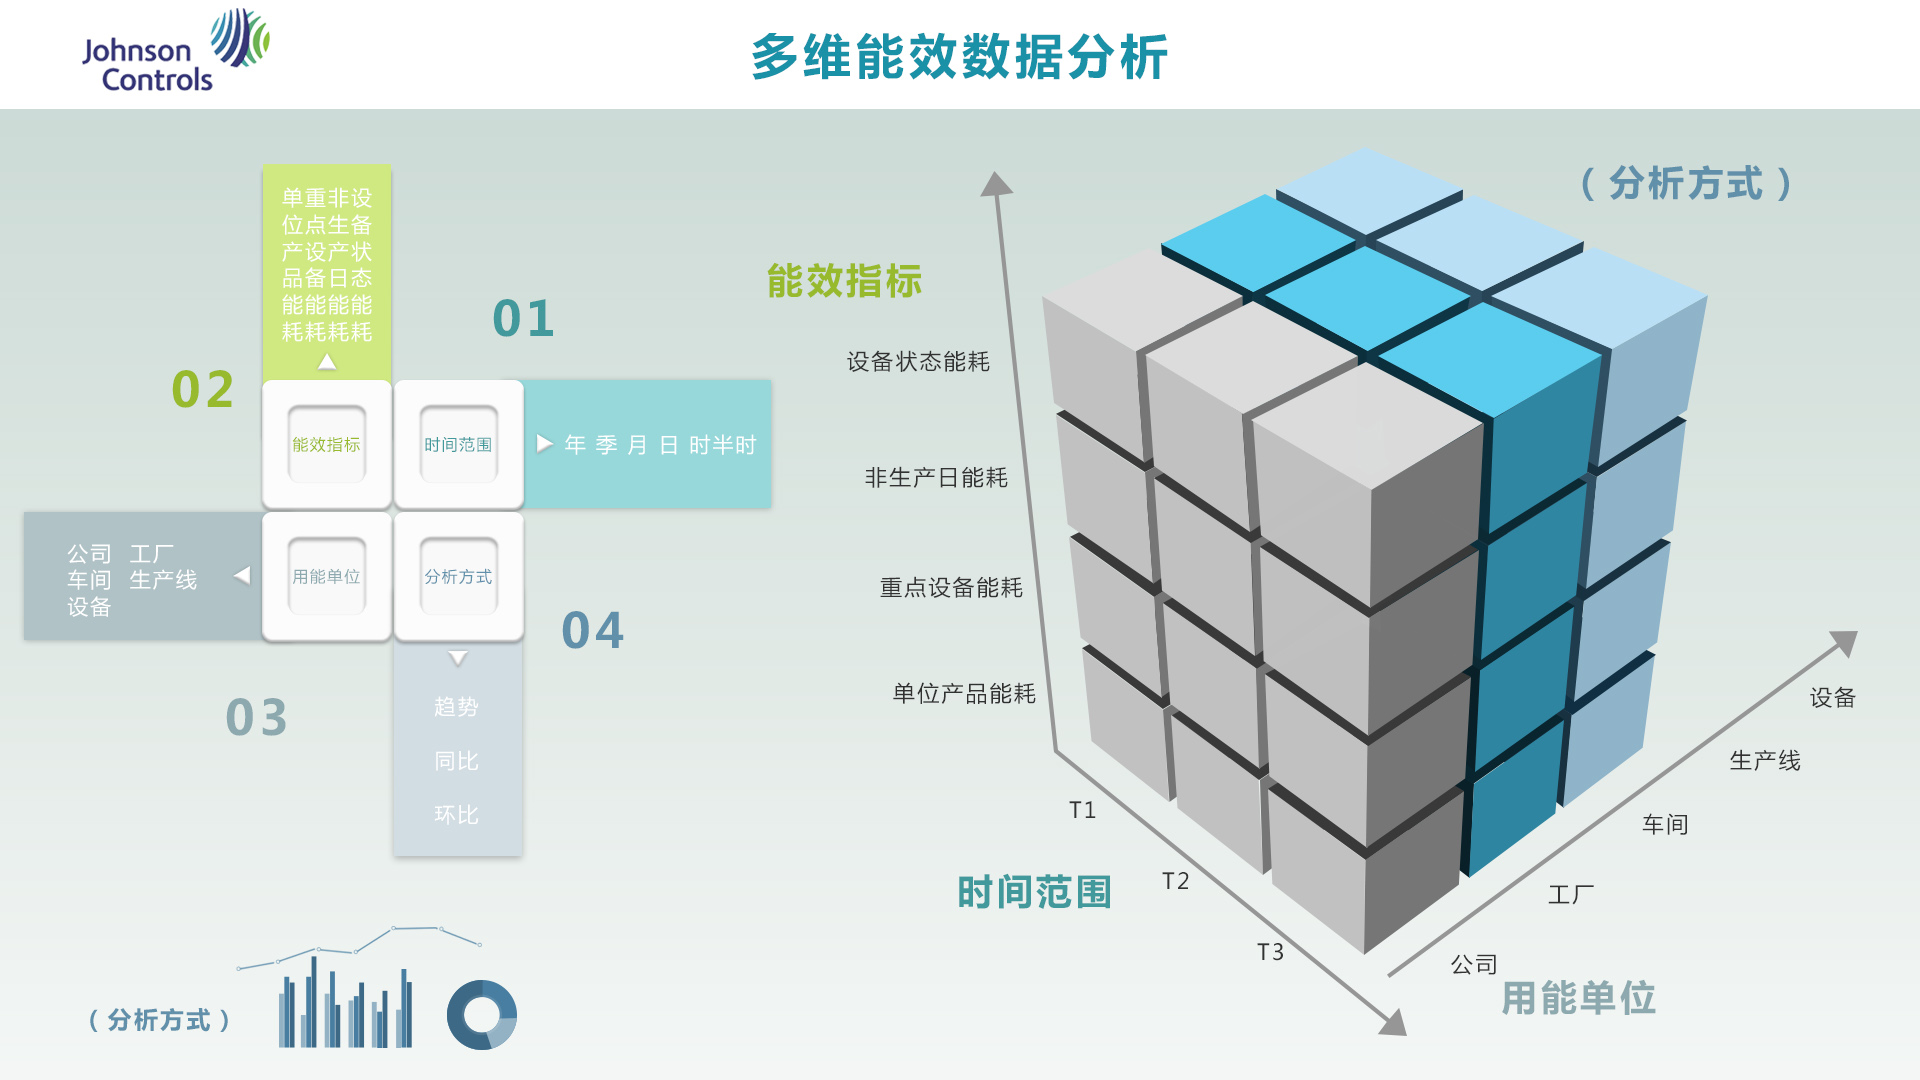 Johnson
Controls
多维能效数据分析
单重非设
位点生备
产设产状
品备日态
能能能能
耗耗耗耗
01
02
能效指标
时间范围
年 季 月 日 时半时
用能单位
分析方式
公司 工厂
车间 生产线
设备
03
04
趋势
同比
环比
(分析方式)
(分析方式)
能效指标
设备状态能耗
非生产日能耗
重点设备能耗
单位产品能耗
T1
T2
T3
时间范围
公司
工厂
车间
生产线
设备
用能单位